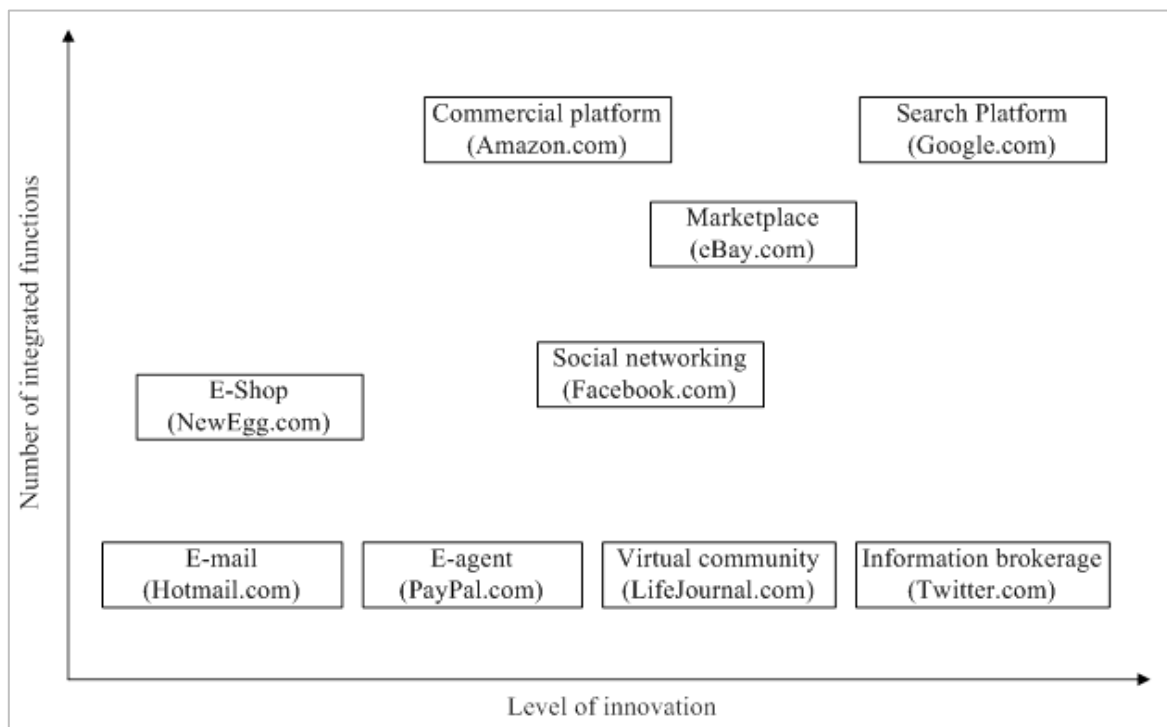 Number of integrated functions
Commercial platform
(Amazon.com)
Search Platform
(Google.com)
Marketplace
(eBay.com)
Social networking
(Facebook.com)
E-Shop
(NewEgg.com)
E-mail
(Hotmail.com)
E-agent
(PayPal.com)
Virtual community
(LifeJournal.com)
Information brokerage
(Twitter.com)
Level of innovation